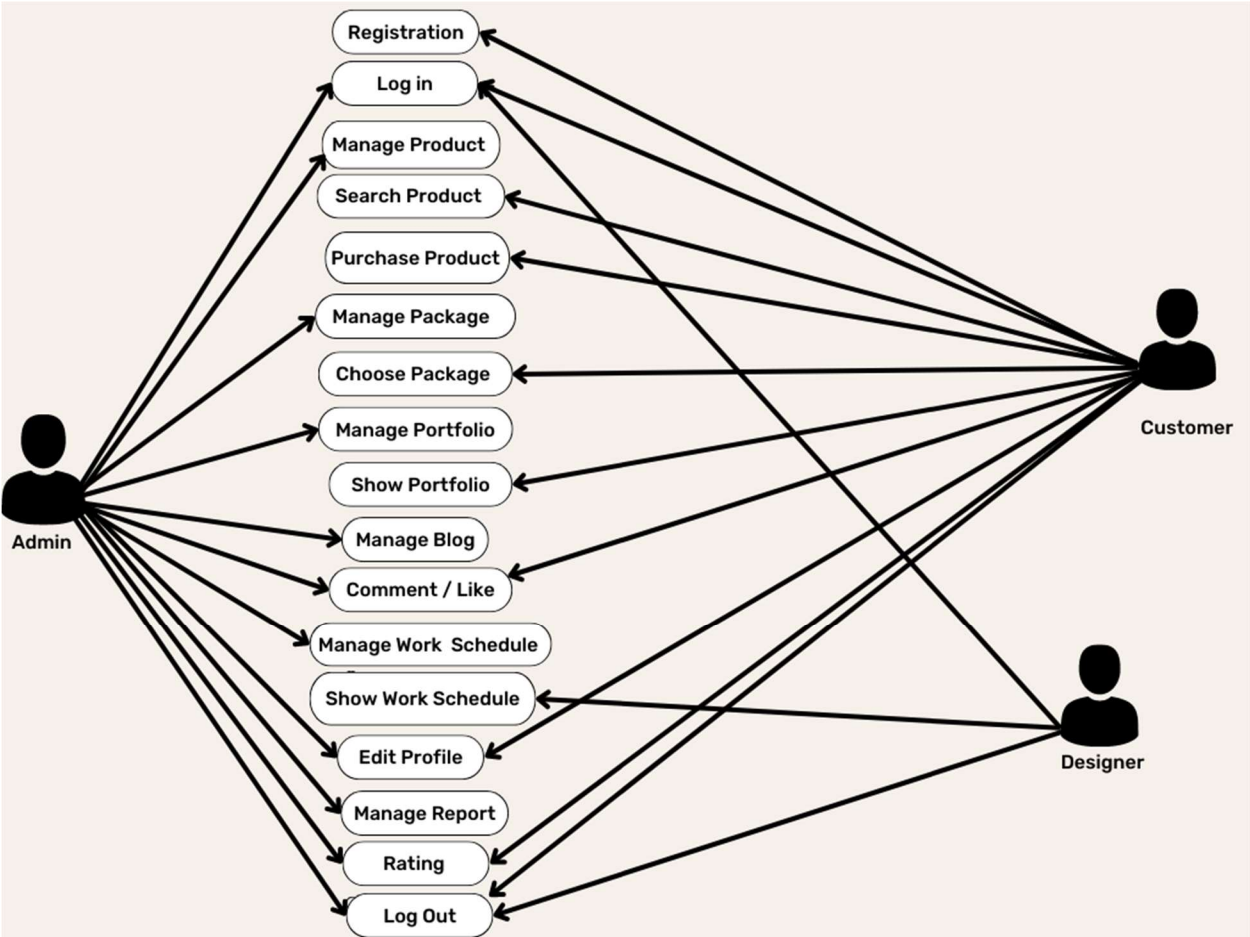 Registration
Log in
Manage Product
Search Product
Purchase Product
Manage Package
Choose Package
Manage Portfolio
Show Portfolio
Manage Blog
Comment / Like
Manage Work  Schedule
Show Work Schedule
Edit Profile
Manage Report
Rating
Log Out
Admin
Customer
Designer